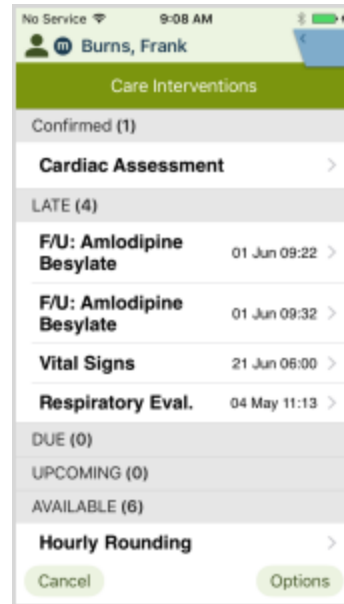 No Service 9:08 AM
m Burns, Frank
Care Interventions
Confirmed (1)
Cardiac Assessment
LATE (4)
F/U: Amlodipine
Besylate
01 Jun 09:22
F/U: Amlodipine
Besylate
01 Jun 09:32
Vital Signs 21 Jun 06:00
Respiratory Eval. 04 May 11:13
DUE (0)
UPCOMING (0)
AVAILABLE (6)
Hourly Rounding
Cancel Options